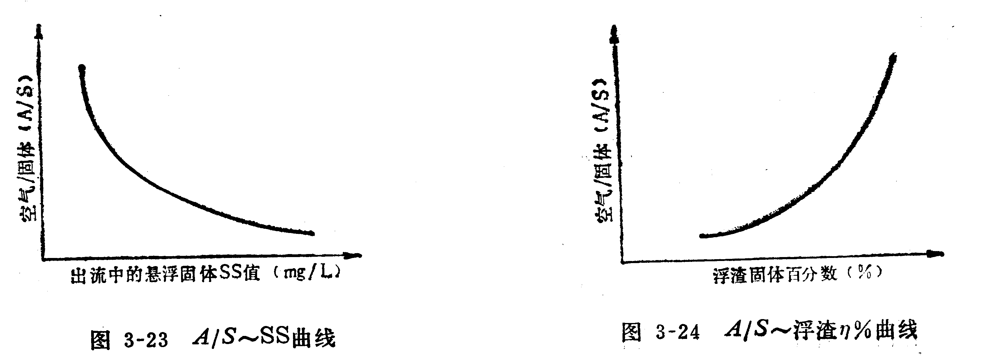 空气/固体(A/S)
出流中的悬浮固体SS值(mg/L)
图 3-23 A/S～SS曲线
空气/固体(A/S)
浮渣固体百分数(%)
图 3-24 A/S～浮渣η%曲线